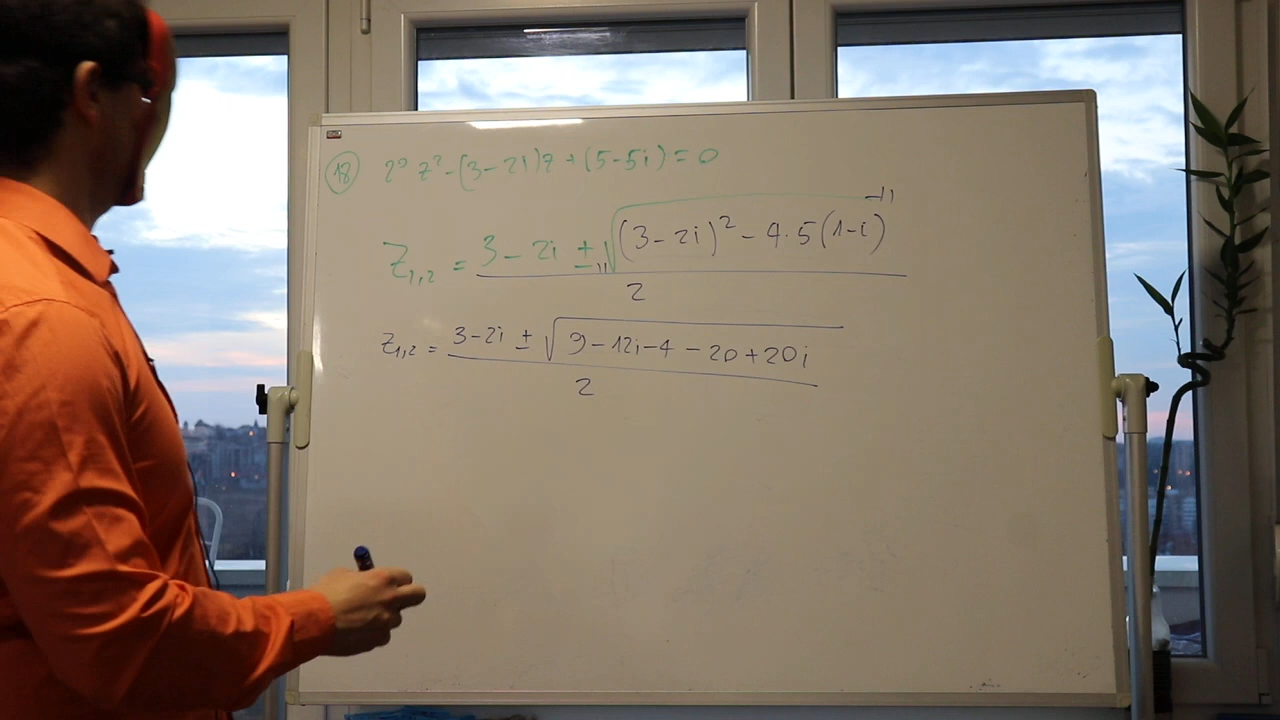 18 2° z² - (3 - 2i)z + (5 - 5i) = 0
Z₁,₂ = 3 - 2i ± √(3 - 2i)² - 4·5(1 - i)
2
z₁,₂ = 3 - 2i ± √9 - 12i - 4 - 20 + 20i
2